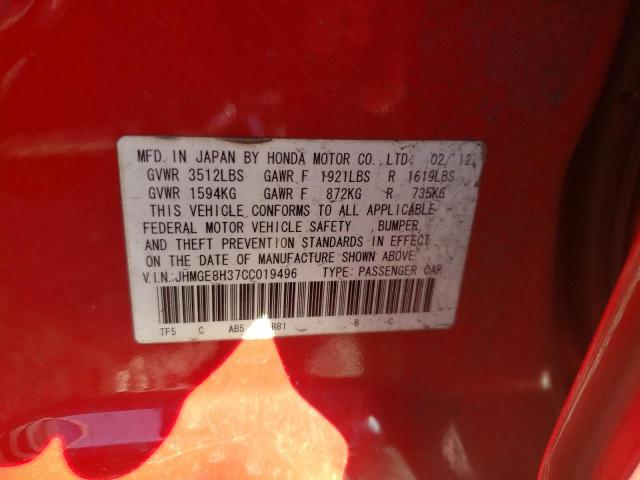 MFD. IN JAPAN BY HONDA MOTOR CO., LTD. 02/12
GVWR 3512LBS GAWR F 1921LBS R 1619LBS
GVWR 1594KG GAWR F 872KG R 735KG
THIS VEHICLE CONFORMS TO ALL APPLICABLE
FEDERAL MOTOR VEHICLE SAFETY , BUMPER,
AND THEFT PREVENTION STANDARDS IN EFFECT
ON THE DATE OF MANUFACTURE SHOWN ABOVE.
V.I.N.:JHMGE8H37CC019496 TYPE: PASSENGER CAR
TF5 C AB5 R81 -B -C